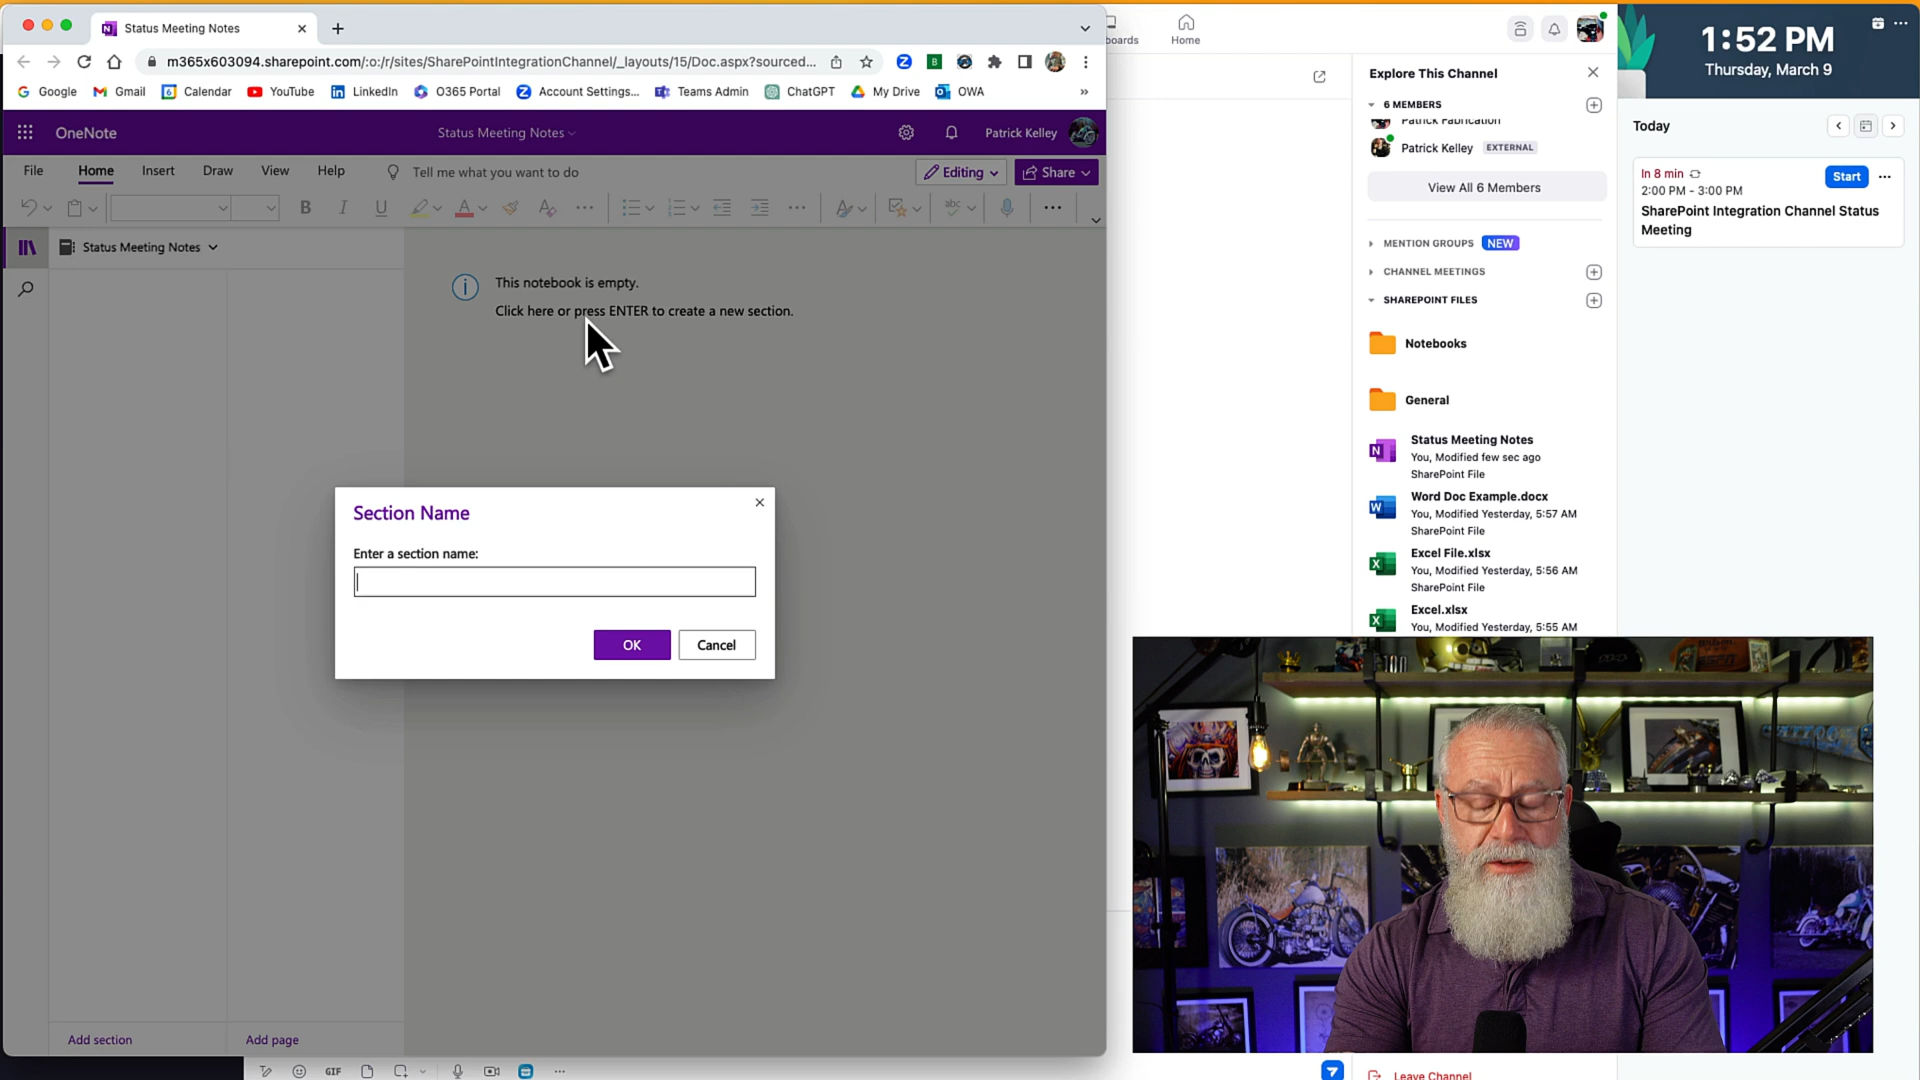 Status Meeting Notes
m365x603094.sharepoint.com/:o:/r/sites/SharePointIntegrationChannel/_layouts/15/Doc.aspx?sourced...
Google Gmail Calendar YouTube LinkedIn O365 Portal Account Settings... Teams Admin ChatGPT My Drive OWA »
OneNote Status Meeting Notes Patrick Kelley
File Home Insert Draw View Help Tell me what you want to do Editing Share
B I U A A abc
Status Meeting Notes
This notebook is empty.
Click here or press ENTER to create a new section.
Section Name
Enter a section name:
OK Cancel
Add section Add page
GIF
boards Home
Explore This Channel
6 MEMBERS
Patrick Fabrication
Patrick Kelley EXTERNAL
View All 6 Members
MENTION GROUPS NEW
CHANNEL MEETINGS
SHAREPOINT FILES
Notebooks
General
Status Meeting Notes
You, Modified few sec ago
SharePoint File
Word Doc Example.docx
You, Modified Yesterday, 5:57 AM
SharePoint File
Excel File.xlsx
You, Modified Yesterday, 5:56 AM
SharePoint File
Excel.xlsx
You, Modified Yesterday, 5:55 AM
Leave Channel
1:52 PM
Thursday, March 9
Today
In 8 min Start
2:00 PM - 3:00 PM
SharePoint Integration Channel Status
Meeting